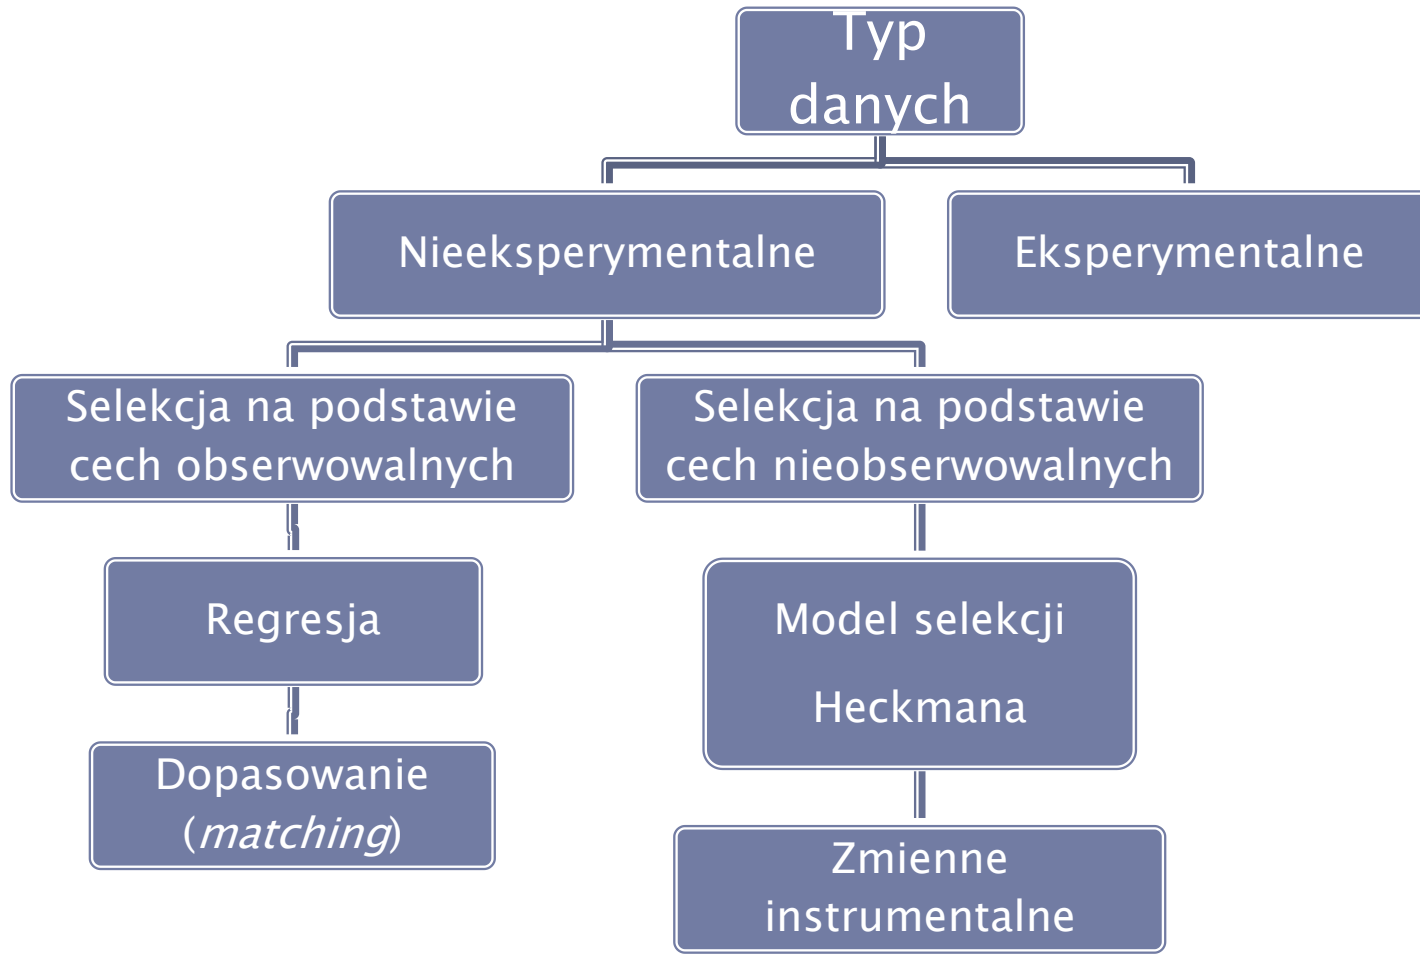 Typ
danych
Nieeksperymentalne
Eksperymentalne
Selekcja na podstawie
cech obserwowalnych
Selekcja na podstawie
cech nieobserwowalnych
Regresja
Model selekcji
Heckmana
Dopasowanie
(matching)
Zmienne
instrumentalne